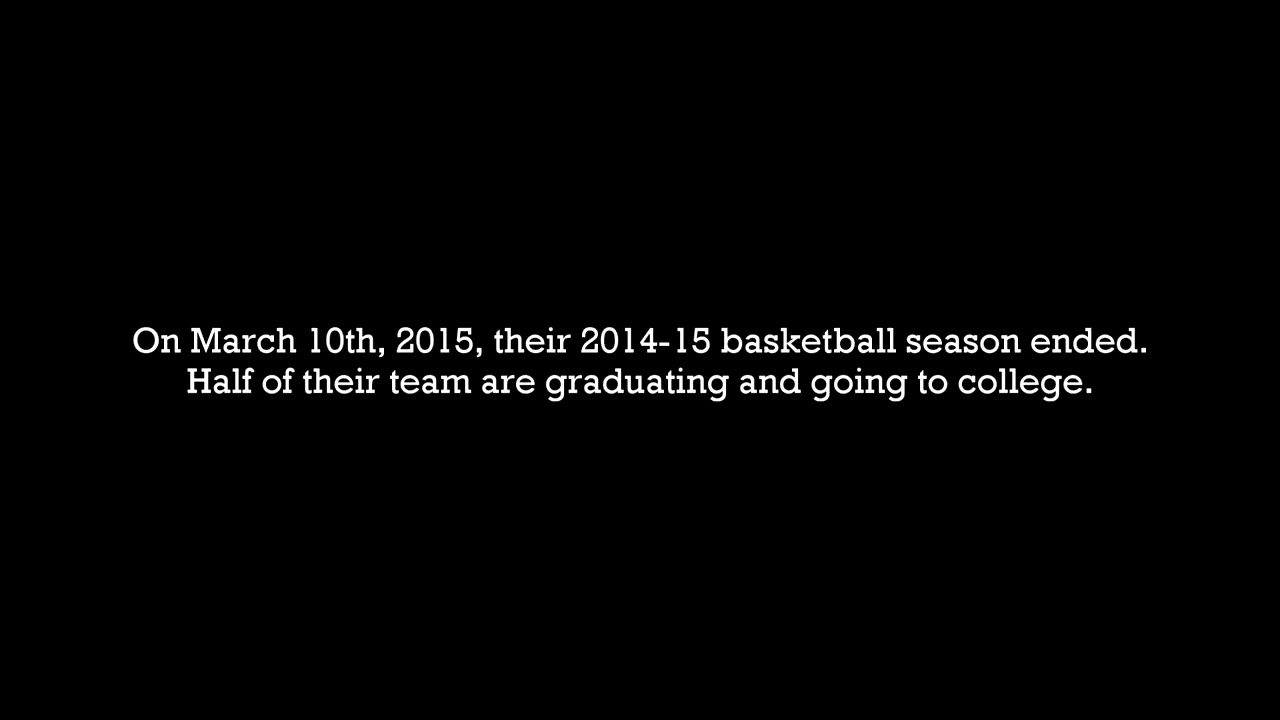 On March 10th, 2015, their 2014-15 basketball season ended.
Half of their team are graduating and going to college.